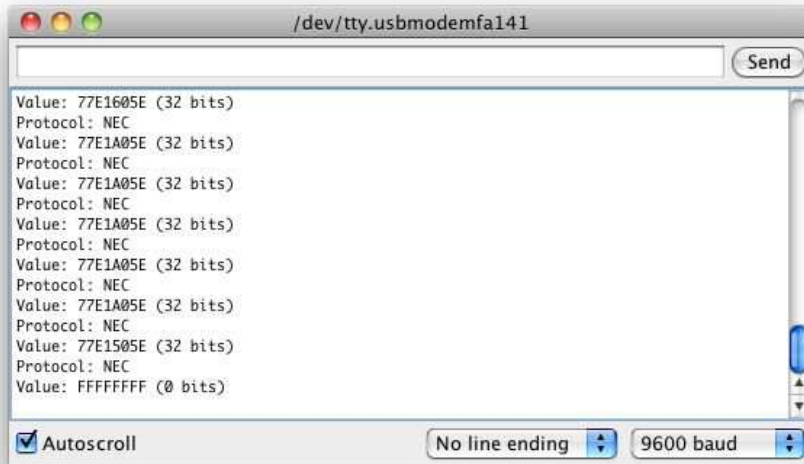 /dev/tty.usbmodemfa141
Send
Value: 77E1605E (32 bits)
Protocol: NEC
Value: 77E1A05E (32 bits)
Protocol: NEC
Value: 77E1A05E (32 bits)
Protocol: NEC
Value: 77E1A05E (32 bits)
Protocol: NEC
Value: 77E1A05E (32 bits)
Protocol: NEC
Value: 77E1A05E (32 bits)
Protocol: NEC
Value: 77E1505E (32 bits)
Protocol: NEC
Value: FFFFFFFF (0 bits)
Autoscroll
No line ending
9600 baud